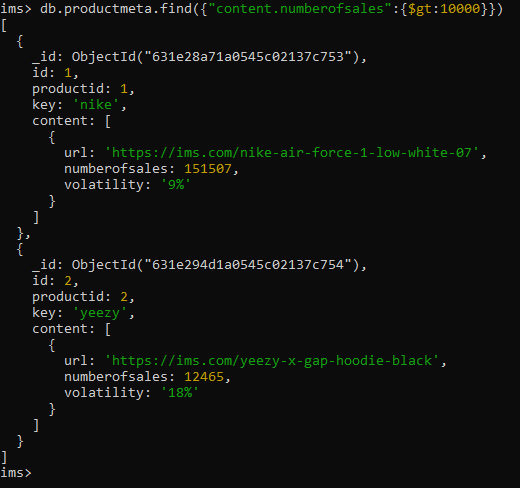 ims> db.productmeta.find({"content.numberofsales":{$gt:10000}})
[
  {
    _id: ObjectId("631e28a71a0545c02137c753"),
    id: 1,
    productid: 1,
    key: 'nike',
    content: [
      {
        url: 'https://ims.com/nike-air-force-1-low-white-07',
        numberofsales: 151507,
        volatility: '9%'
      }
    ]
  },
  {
    _id: ObjectId("631e294d1a0545c02137c754"),
    id: 2,
    productid: 2,
    key: 'yeezy',
    content: [
      {
        url: 'https://ims.com/yeezy-x-gap-hoodie-black',
        numberofsales: 12465,
        volatility: '18%'
      }
    ]
  }
]
ims>